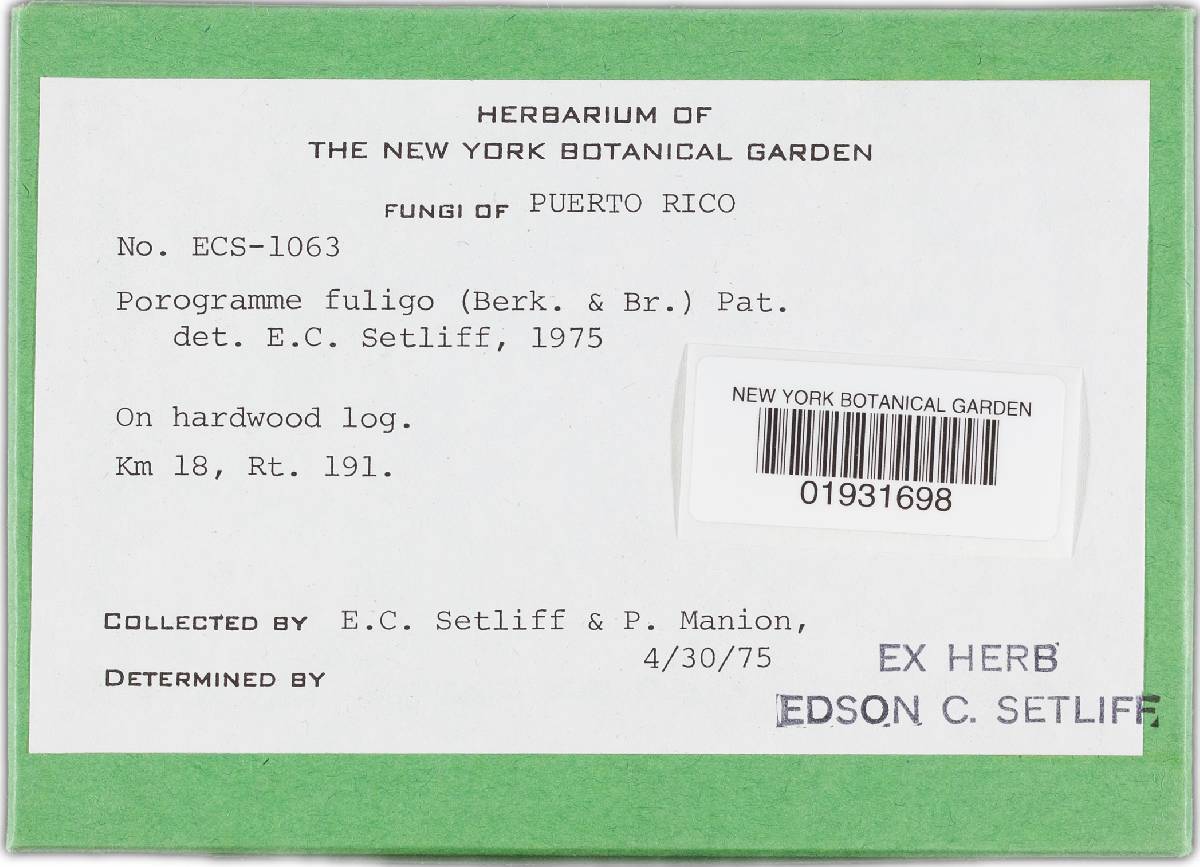 HERBARIUM OF
THE NEW YORK BOTANICAL GARDEN
FUNGI OF PUERTO RICO
No. ECS-1063
Porogramme fuligo (Berk. & Br.) Pat.
det. E.C. Setliff, 1975
On hardwood log.
Km 18, Rt. 191.
NEW YORK BOTANICAL GARDEN
01931698
COLLECTED BY E.C. Setliff & P. Manion,
4/30/75
DETERMINED BY
EX HERB
EDSON C. SETLIFF